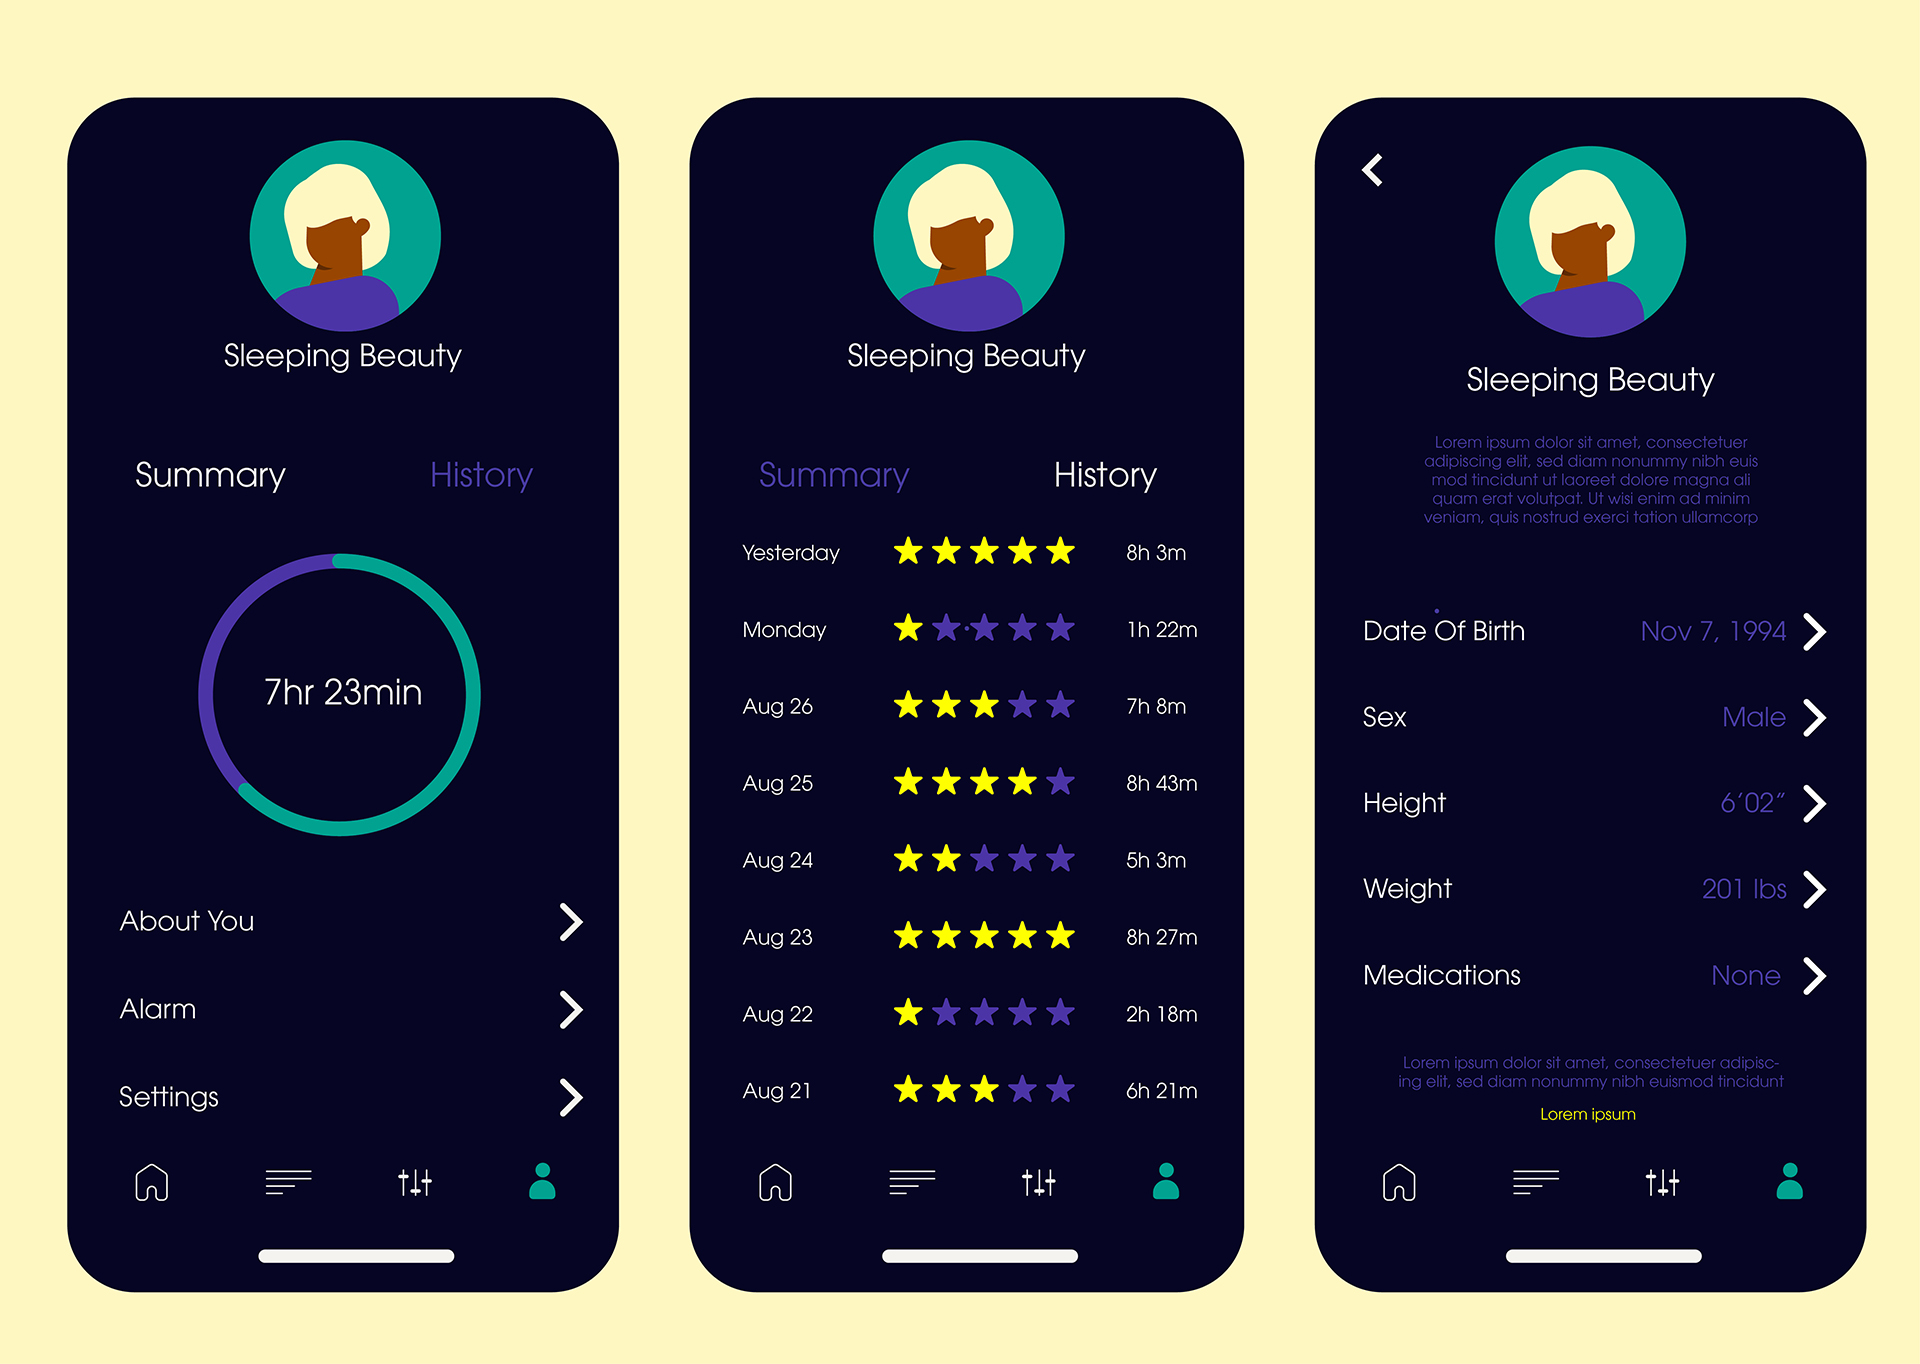 Sleeping Beauty
Summary History
7hr 23min
About You
Alarm
Settings
Sleeping Beauty
Summary History
Yesterday 8h 3m
Monday 1h 22m
Aug 26 7h 8m
Aug 25 8h 43m
Aug 24 5h 3m
Aug 23 8h 27m
Aug 22 2h 18m
Aug 21 6h 21m
Sleeping Beauty
Lorem ipsum dolor sit amet, consectetuer
adipiscing elit, sed diam nonummy nibh euis
mod tincidunt ut laoreet dolore magna ali
quam erat volutpat. Ut wisi enim ad minim
veniam, quis nostrud exerci tation ullamcorp
Date Of Birth Nov 7, 1994
Sex Male
Height 6'02"
Weight 201 lbs
Medications None
Lorem ipsum dolor sit amet, consectetuer adipisc-
ing elit, sed diam nonummy nibh euismod tincidunt
Lorem ipsum